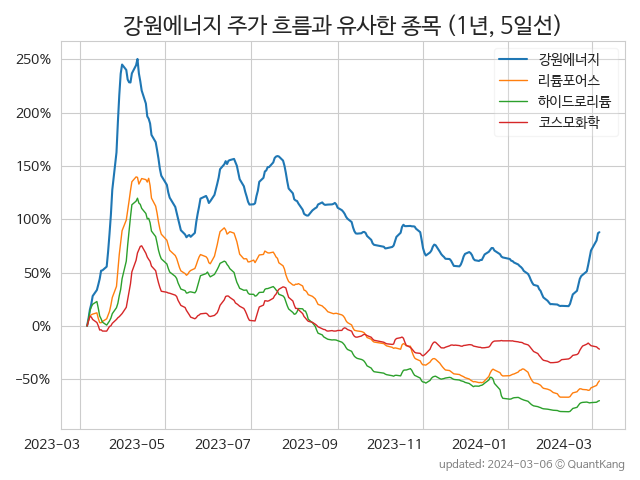 강원에너지 주가 흐름과 유사한 종목 (1년, 5일선)
강원에너지
리튬포어스
하이드로리튬
코스모화학
250%
200%
150%
100%
50%
0%
−50%
2023-03 2023-05 2023-07 2023-09 2023-11 2024-01 2024-03
updated: 2024-03-06 © QuantKang